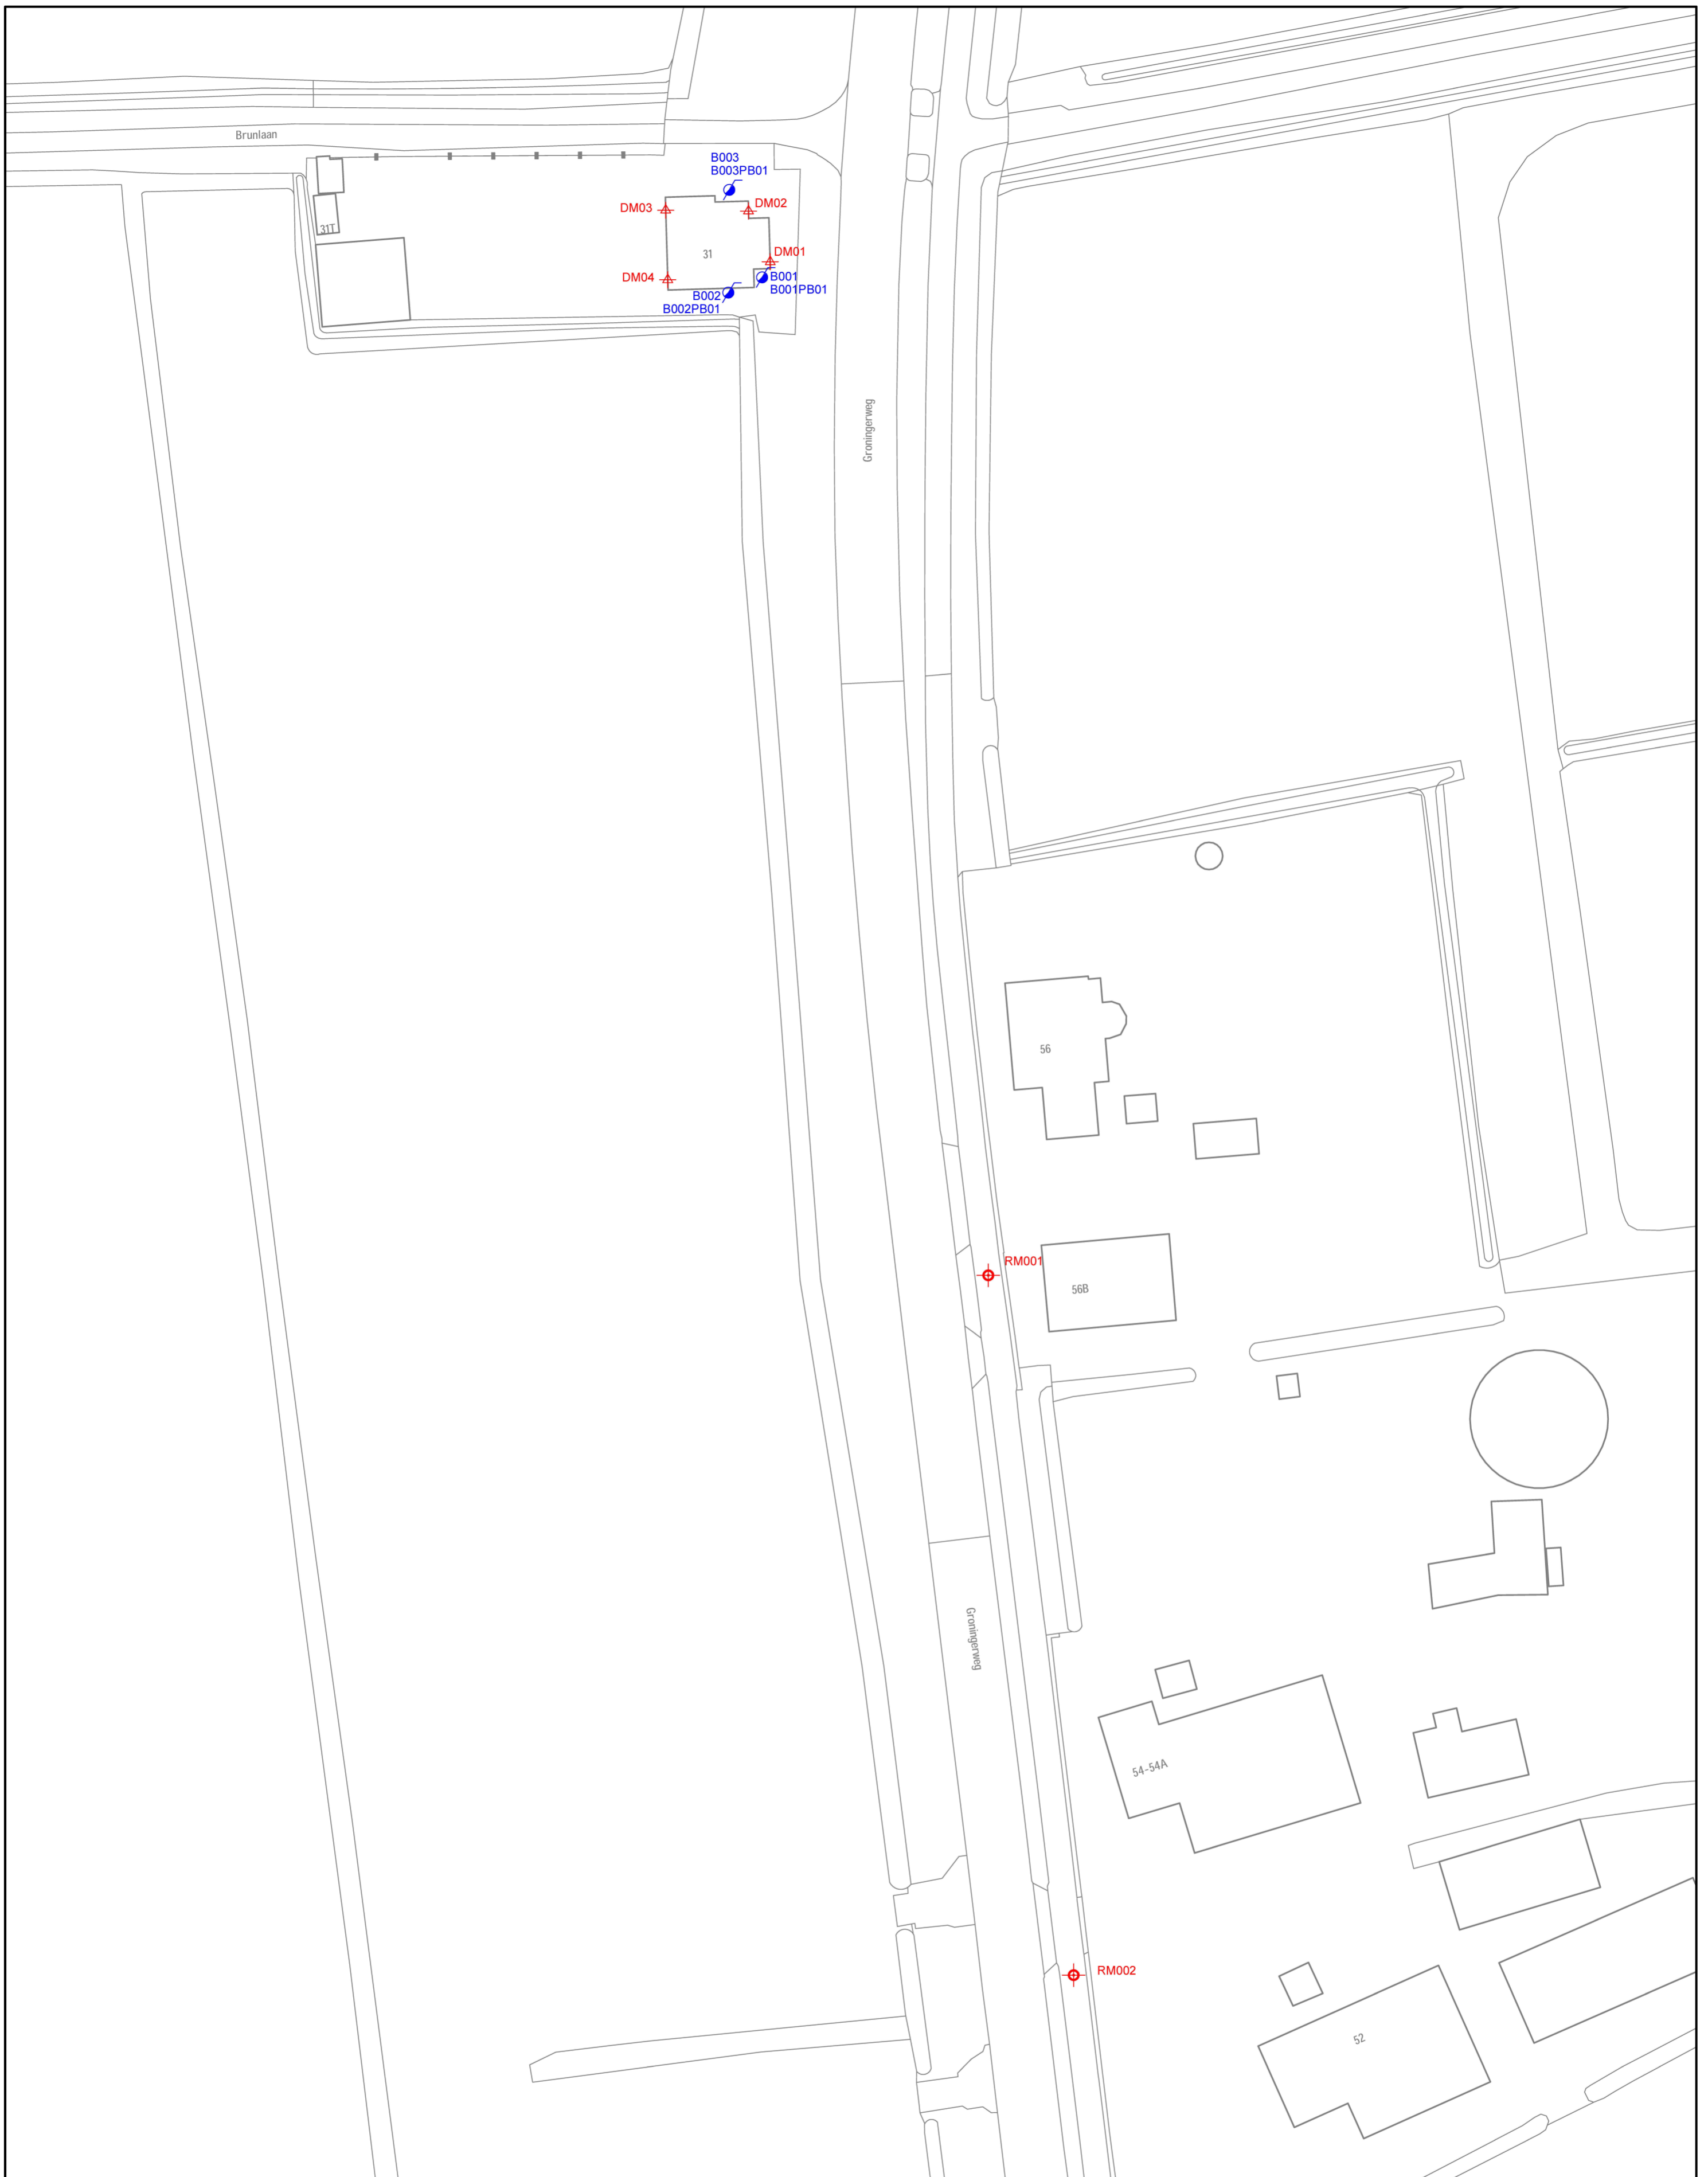 Brunlaan
B003
B003PB01
DM03
DM02
31T
31
DM01
DM04
B001
B001PB01
B002
B002PB01
Groningerweg
56
RM001
56B
Groningerweg
54-54A
RM002
52